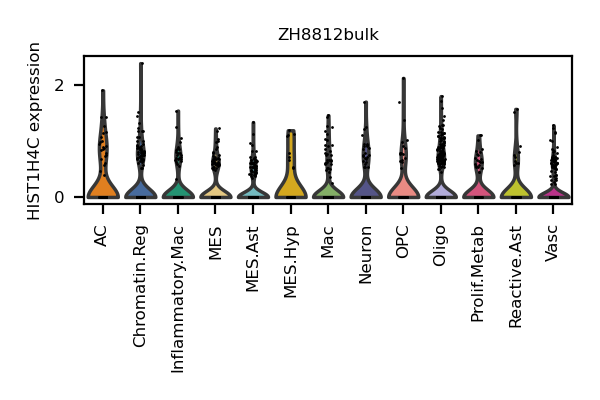 ZH8812bulk
HIST1H4C expression
2
0
AC
Chromatin.Reg
Inflammatory.Mac
MES
MES.Ast
MES.Hyp
Mac
Neuron
OPC
Oligo
Prolif.Metab
Reactive.Ast
Vasc